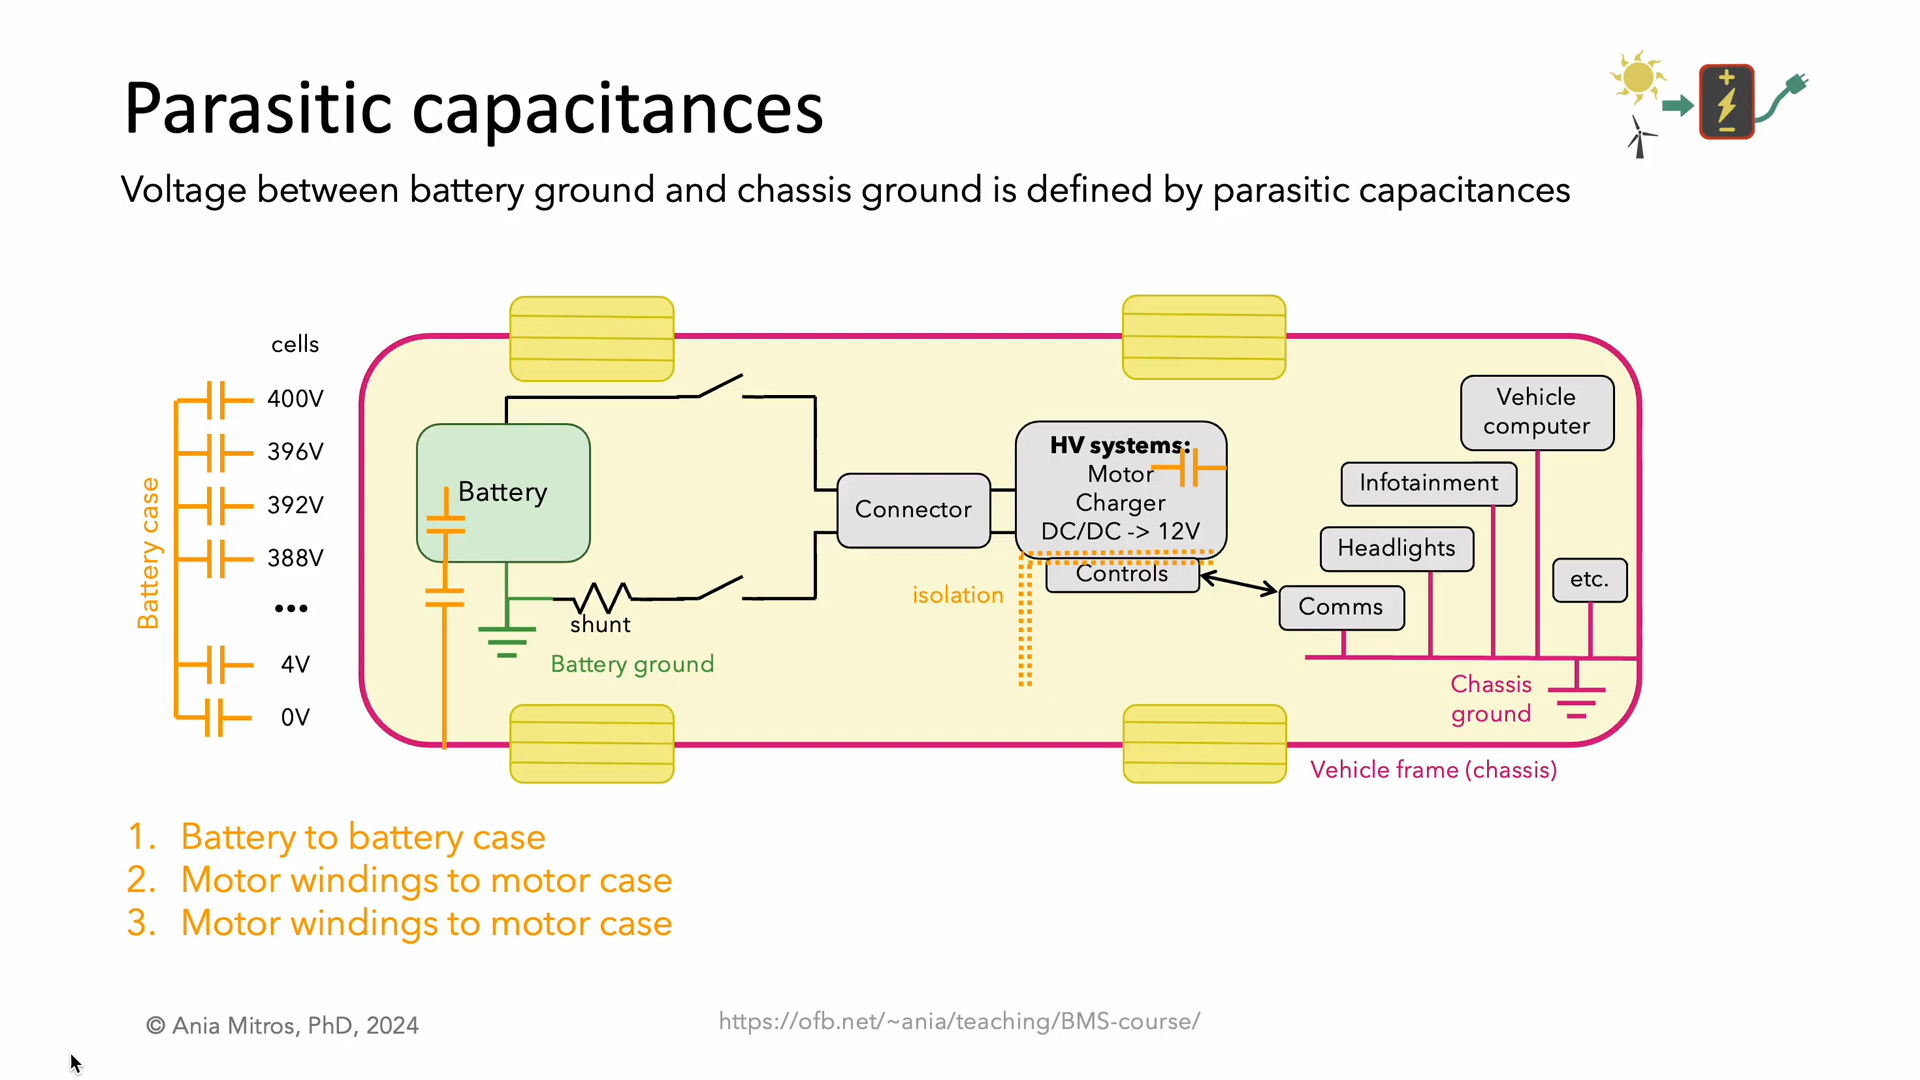 Parasitic capacitances
Voltage between battery ground and chassis ground is defined by parasitic capacitances
cells
400V
396V
392V
388V
•••
4V
0V
Battery case
Battery
shunt
Battery ground
Connector
HV systems:
Motor
Charger
DC/DC -> 12V
Controls
isolation
Vehicle
computer
Infotainment
Headlights
etc.
Comms
Chassis
ground
Vehicle frame (chassis)
1. Battery to battery case
2. Motor windings to motor case
3. Motor windings to motor case
© Ania Mitros, PhD, 2024
https://ofb.net/~ania/teaching/BMS-course/